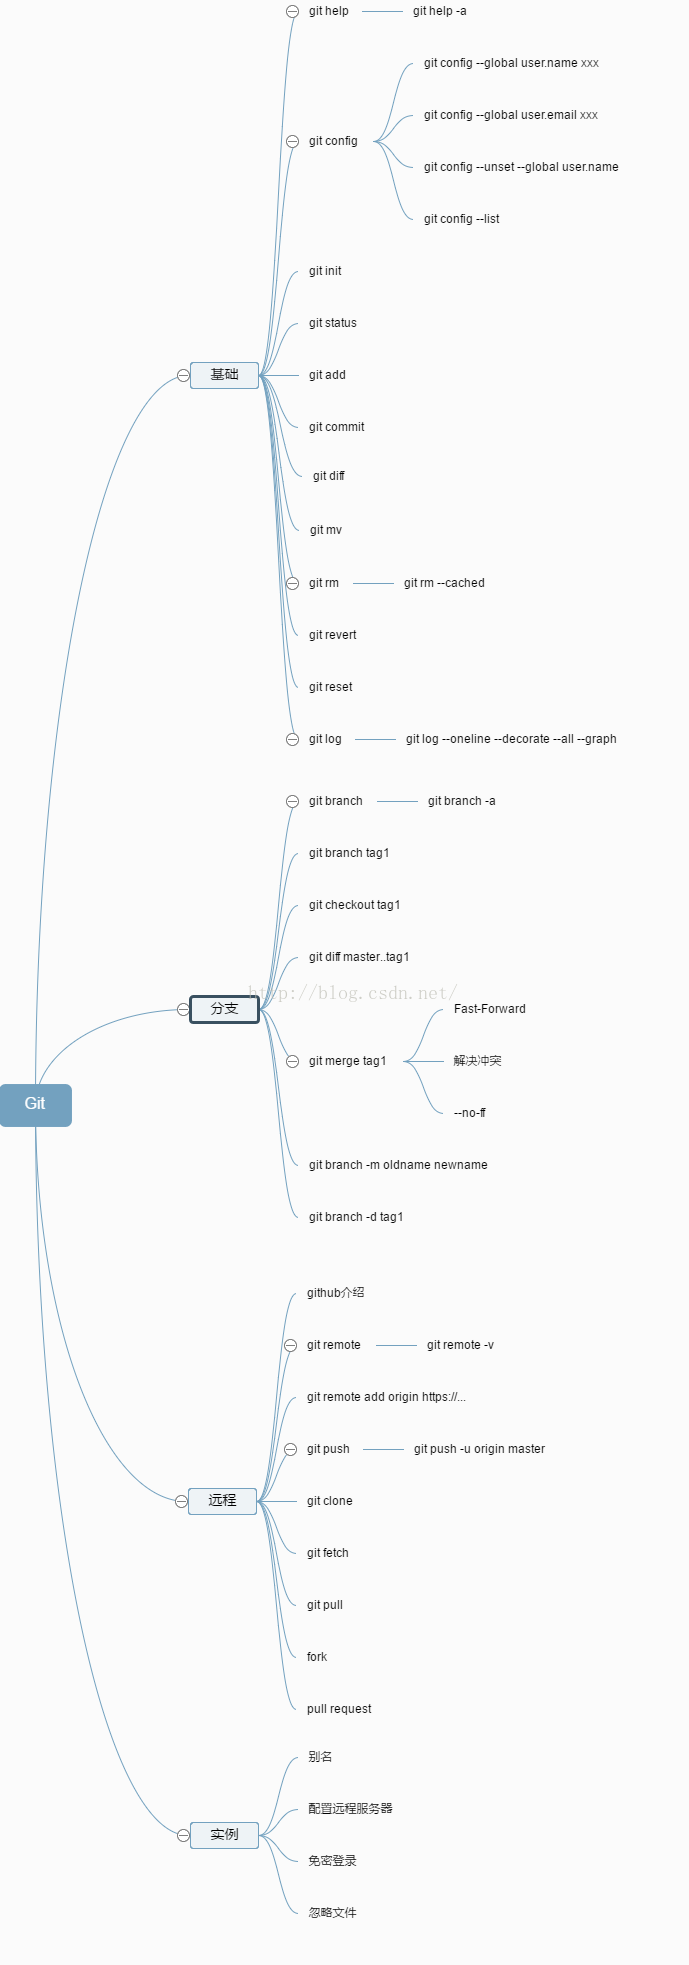 git help
git help -a
git config --global user.name xxx
git config --global user.email xxx
git config
git config --unset --global user.name
git config --list
git init
git status
基础
git add
git commit
git diff
git mv
git rm
git rm --cached
git revert
git reset
git log
git log --oneline --decorate --all --graph
git branch
git branch -a
git branch tag1
git checkout tag1
git diff master..tag1
http://blog.csdn.net/
分支
Fast-Forward
git merge tag1
解决冲突
--no-ff
Git
git branch -m oldname newname
git branch -d tag1
github介绍
git remote
git remote -v
git remote add origin https://...
git push
git push -u origin master
远程
git clone
git fetch
git pull
fork
pull request
别名
配置远程服务器
实例
免密登录
忽略文件